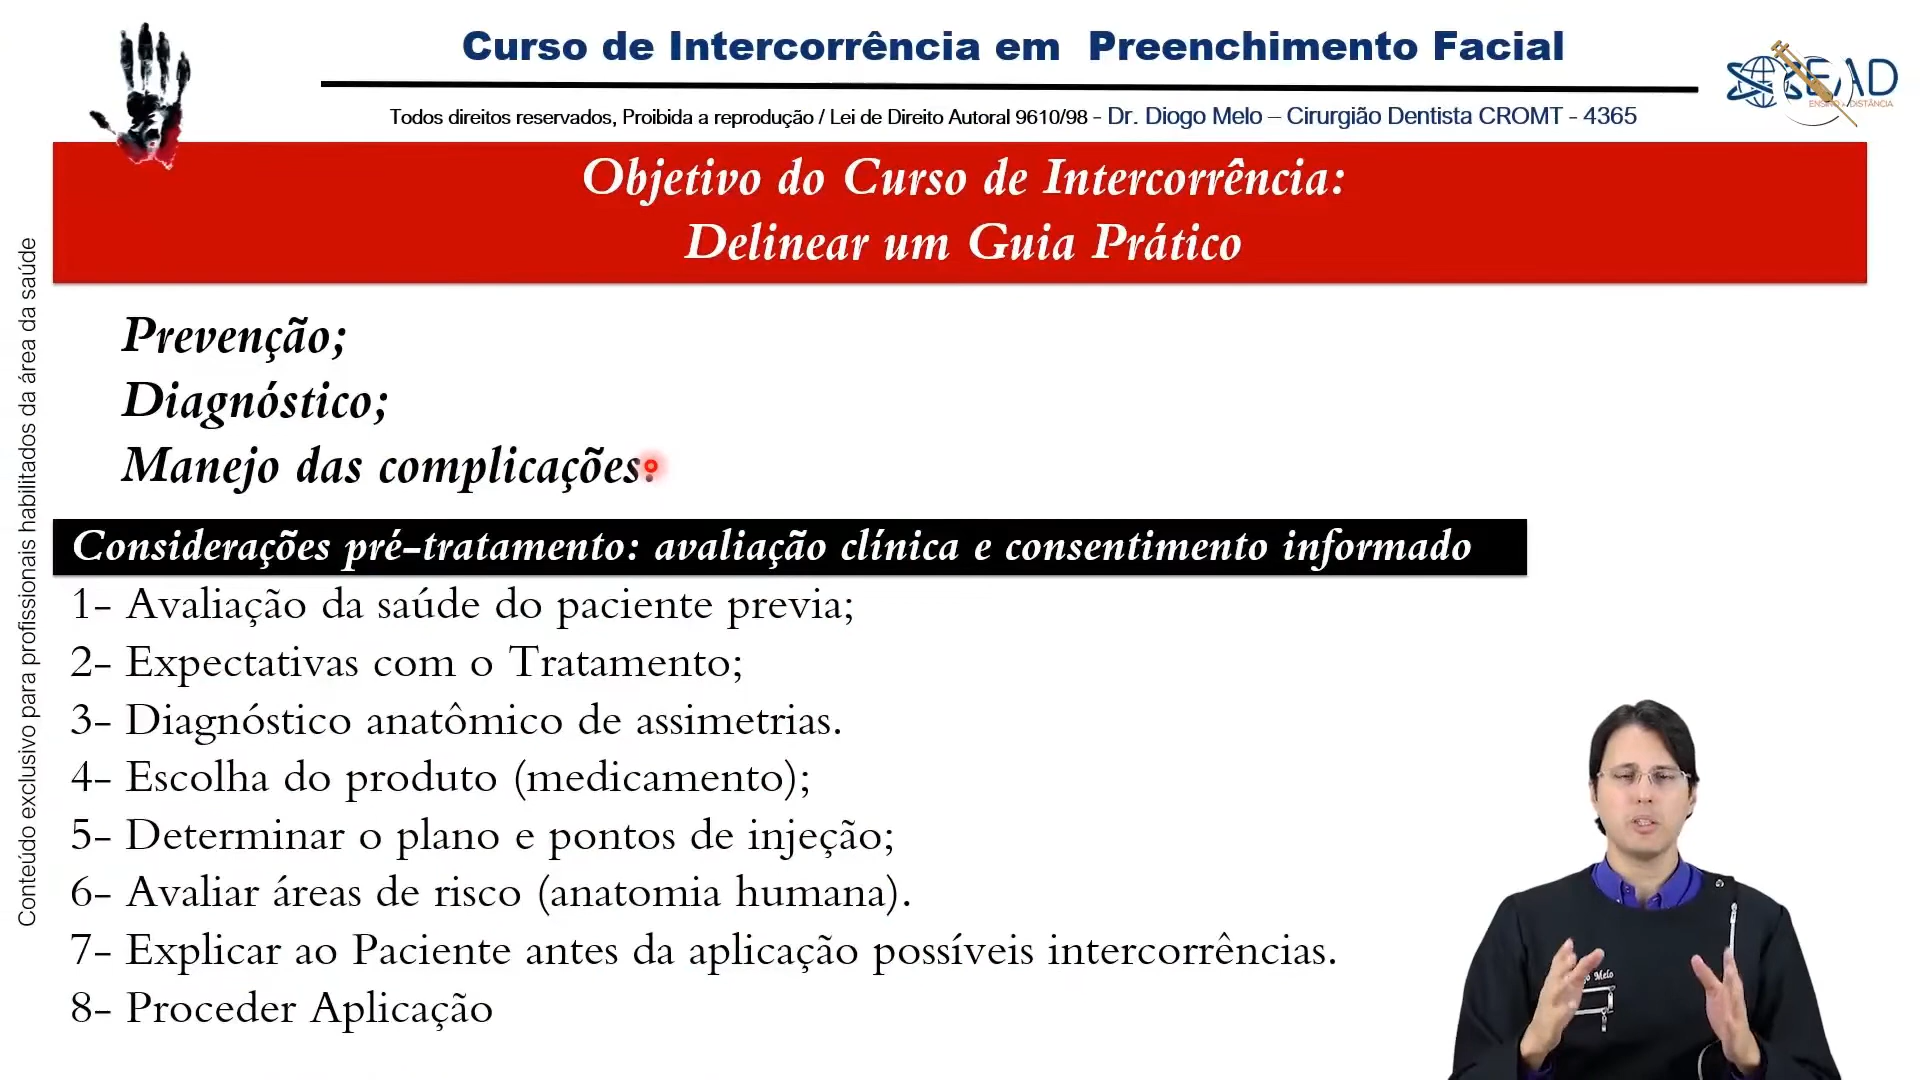 Curso de Intercorrência em Preenchimento Facial
Todos direitos reservados, Proibida a reprodução / Lei de Direito Autoral 9610/98 - Dr. Diogo Melo – Cirurgião Dentista CROMT - 4365
EAD
ENSINO A DISTÂNCIA
Objetivo do Curso de Intercorrência:
Delinear um Guia Prático
Conteúdo exclusivo para profissionais habilitados da área da saúde
Prevenção;
Diagnóstico;
Manejo das complicações.
Considerações pré-tratamento: avaliação clínica e consentimento informado
1- Avaliação da saúde do paciente previa;
2- Expectativas com o Tratamento;
3- Diagnóstico anatômico de assimetrias.
4- Escolha do produto (medicamento);
5- Determinar o plano e pontos de injeção;
6- Avaliar áreas de risco (anatomia humana).
7- Explicar ao Paciente antes da aplicação possíveis intercorrências.
8- Proceder Aplicação
Melo